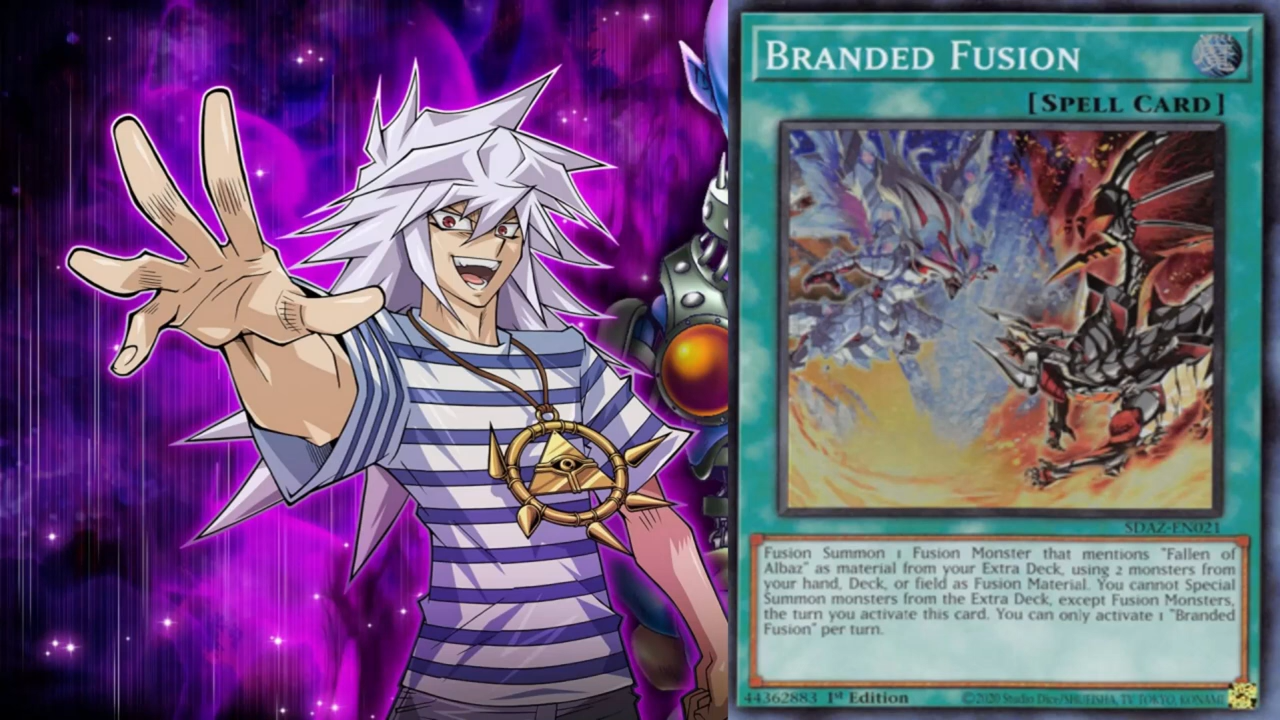 BRANDED FUSION
[SPELL CARD]
SDAZ-EN021
Fusion Summon 1 Fusion Monster that mentions "Fallen of
Albaz" as material from your Extra Deck, using 2 monsters from
your hand, Deck, or field as Fusion Material. You cannot Special
Summon monsters from the Extra Deck, except Fusion Monsters,
the turn you activate this card. You can only activate 1 "Branded
Fusion" per turn.
44362883 1st Edition ©2020 Studio Dice/SHUEISHA, TV TOKYO, KONAMI